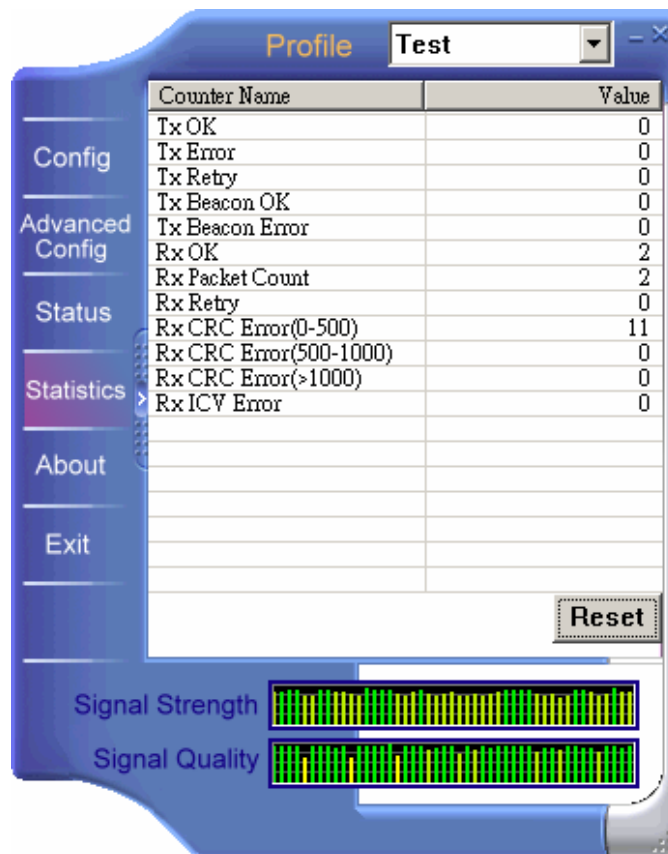 Profile Test
Counter Name Value
Tx OK 0
Tx Error 0
Tx Retry 0
Tx Beacon OK 0
Tx Beacon Error 0
Rx OK 2
Rx Packet Count 2
Rx Retry 0
Rx CRC Error(0-500) 11
Rx CRC Error(500-1000) 0
Rx CRC Error(>1000) 0
Rx ICV Error 0
Config
Advanced
Config
Status
Statistics
About
Exit
Reset
Signal Strength
Signal Quality